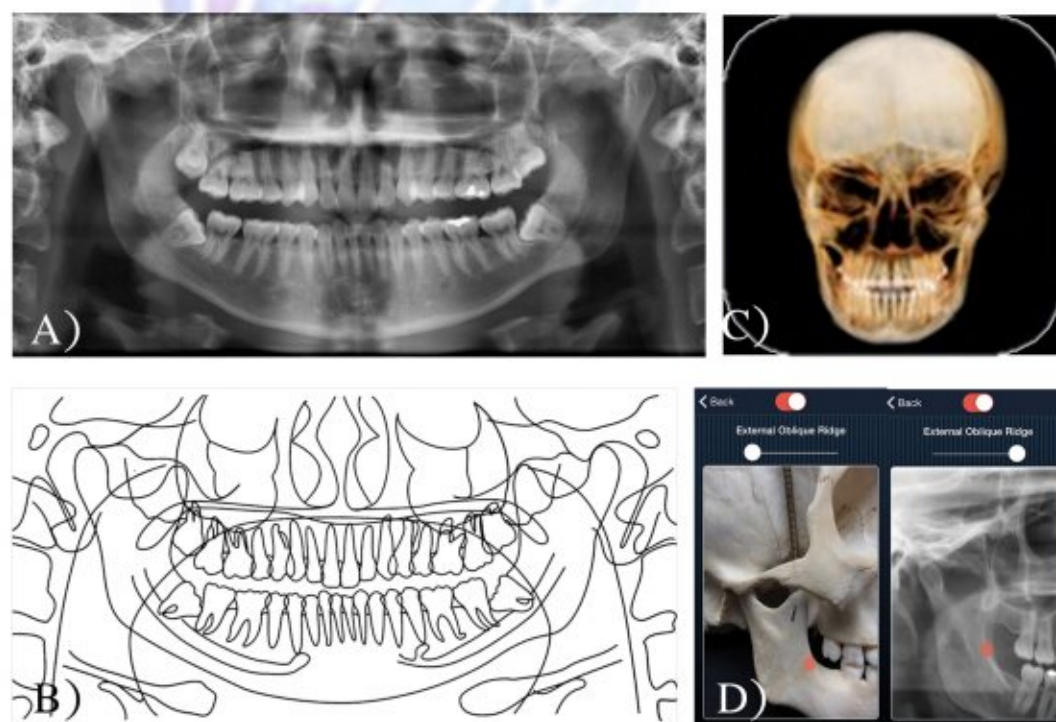 A)
C)
B)
Back
Back
External Oblique Ridge
External Oblique Ridge
D)